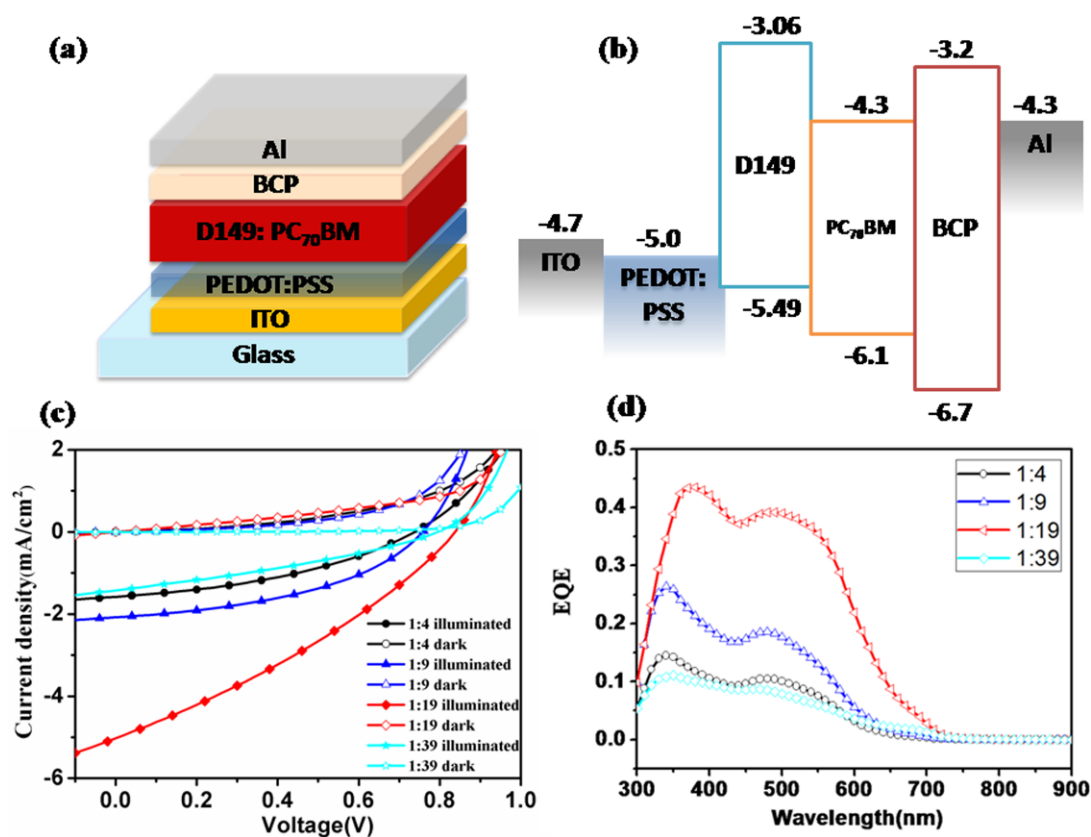 (a)
Al
BCP
D149: PC₇₀BM
PEDOT:PSS
ITO
Glass
(b)
-3.06
-3.2
-4.3
-4.3
Al
D149
-4.7
ITO
-5.0
PEDOT:
PSS
PC₇₀BM
BCP
-5.49
-6.1
-6.7
(c)
2
0
-2
-4
-6
Current density(mA/cm²)
1:4 illuminated
1:4 dark
1:9 illuminated
1:9 dark
1:19 illuminated
1:19 dark
1:39 illuminated
1:39 dark
0.0 0.2 0.4 0.6 0.8 1.0
Voltage(V)
(d)
0.5
0.4
0.3
0.2
0.1
0.0
EQE
1:4
1:9
1:19
1:39
300 400 500 600 700 800 900
Wavelength(nm)